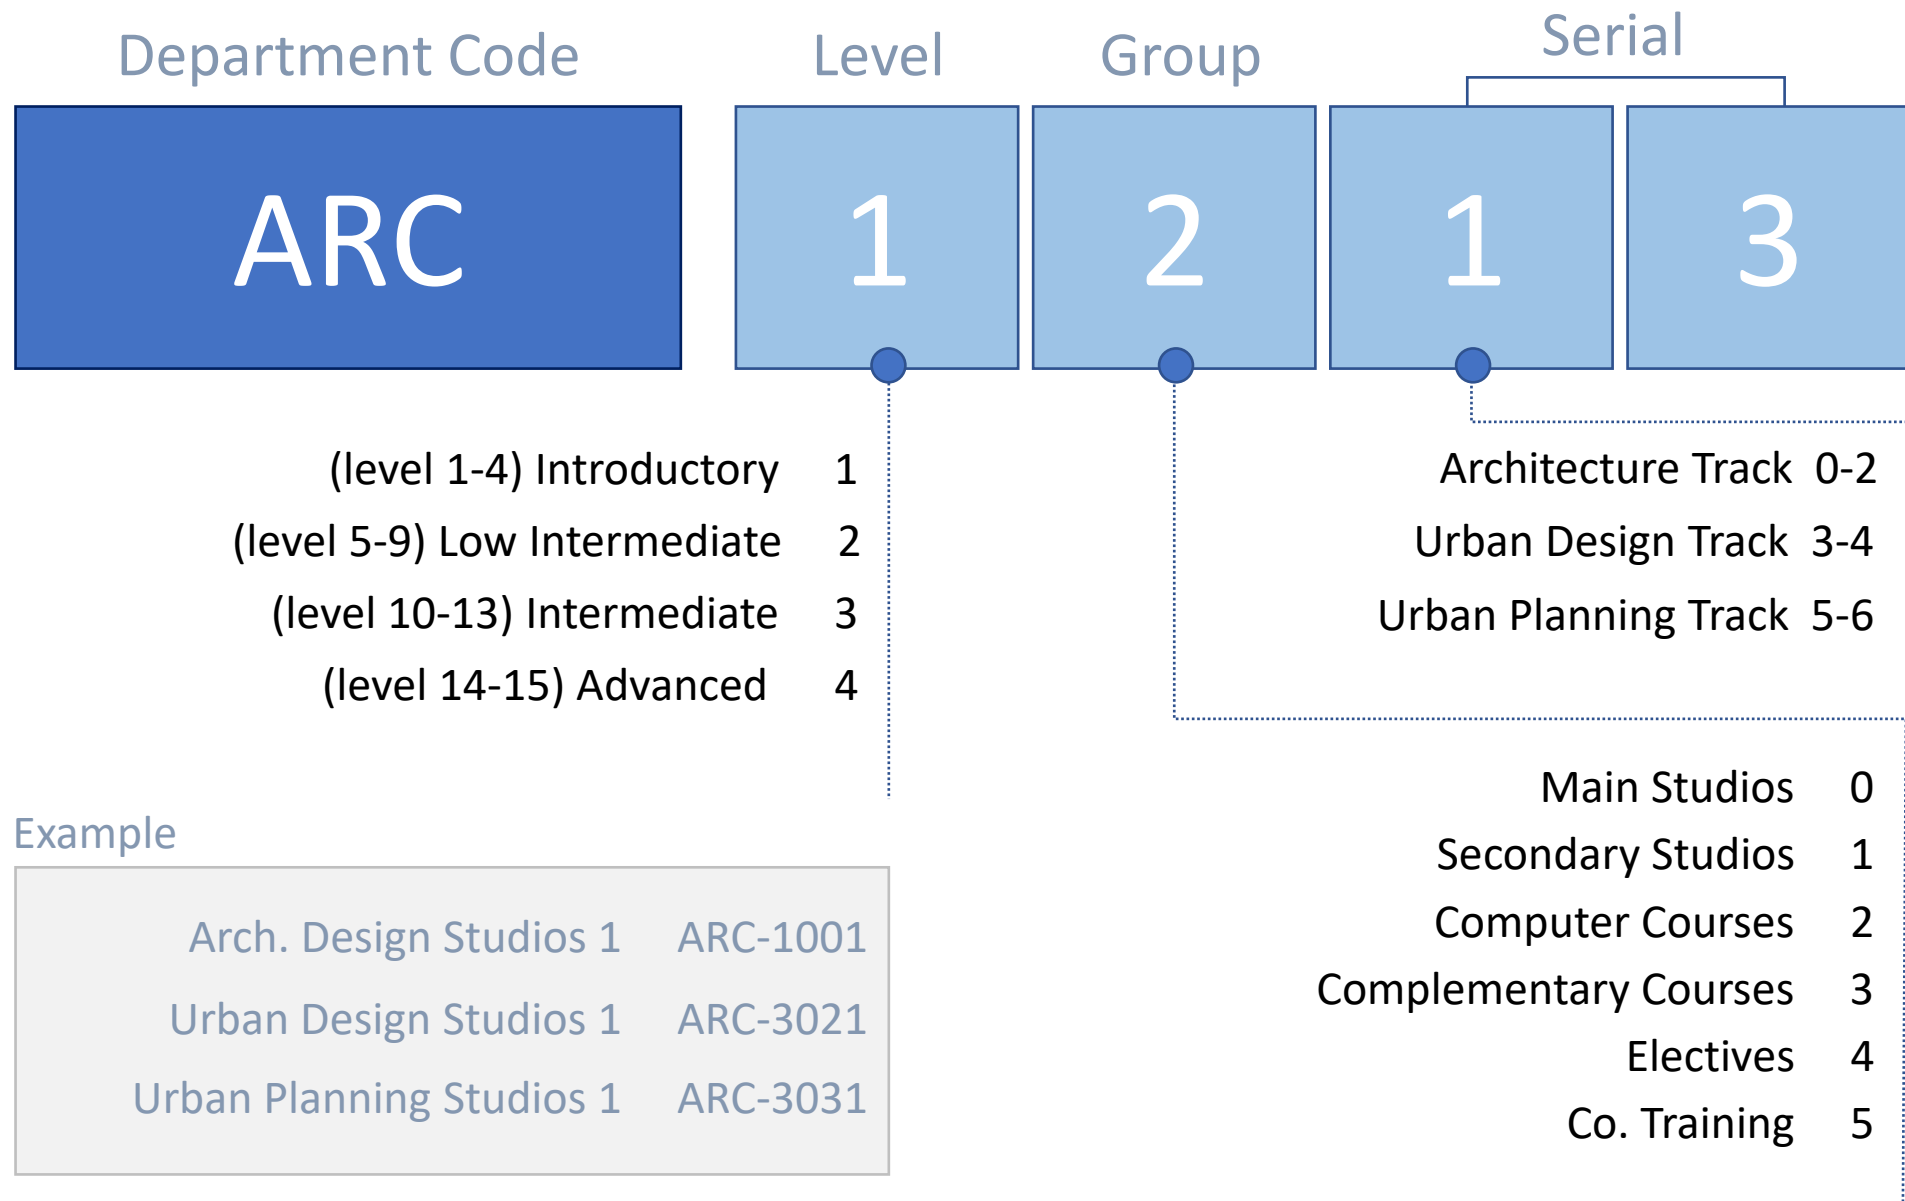 Department Code Level Group Serial
ARC 1 2 1 3
(level 1-4) Introductory 1
(level 5-9) Low Intermediate 2
(level 10-13) Intermediate 3
(level 14-15) Advanced 4
Architecture Track 0-2
Urban Design Track 3-4
Urban Planning Track 5-6
Main Studios 0
Secondary Studios 1
Computer Courses 2
Complementary Courses 3
Electives 4
Co. Training 5
Example
Arch. Design Studios 1 ARC-1001
Urban Design Studios 1 ARC-3021
Urban Planning Studios 1 ARC-3031